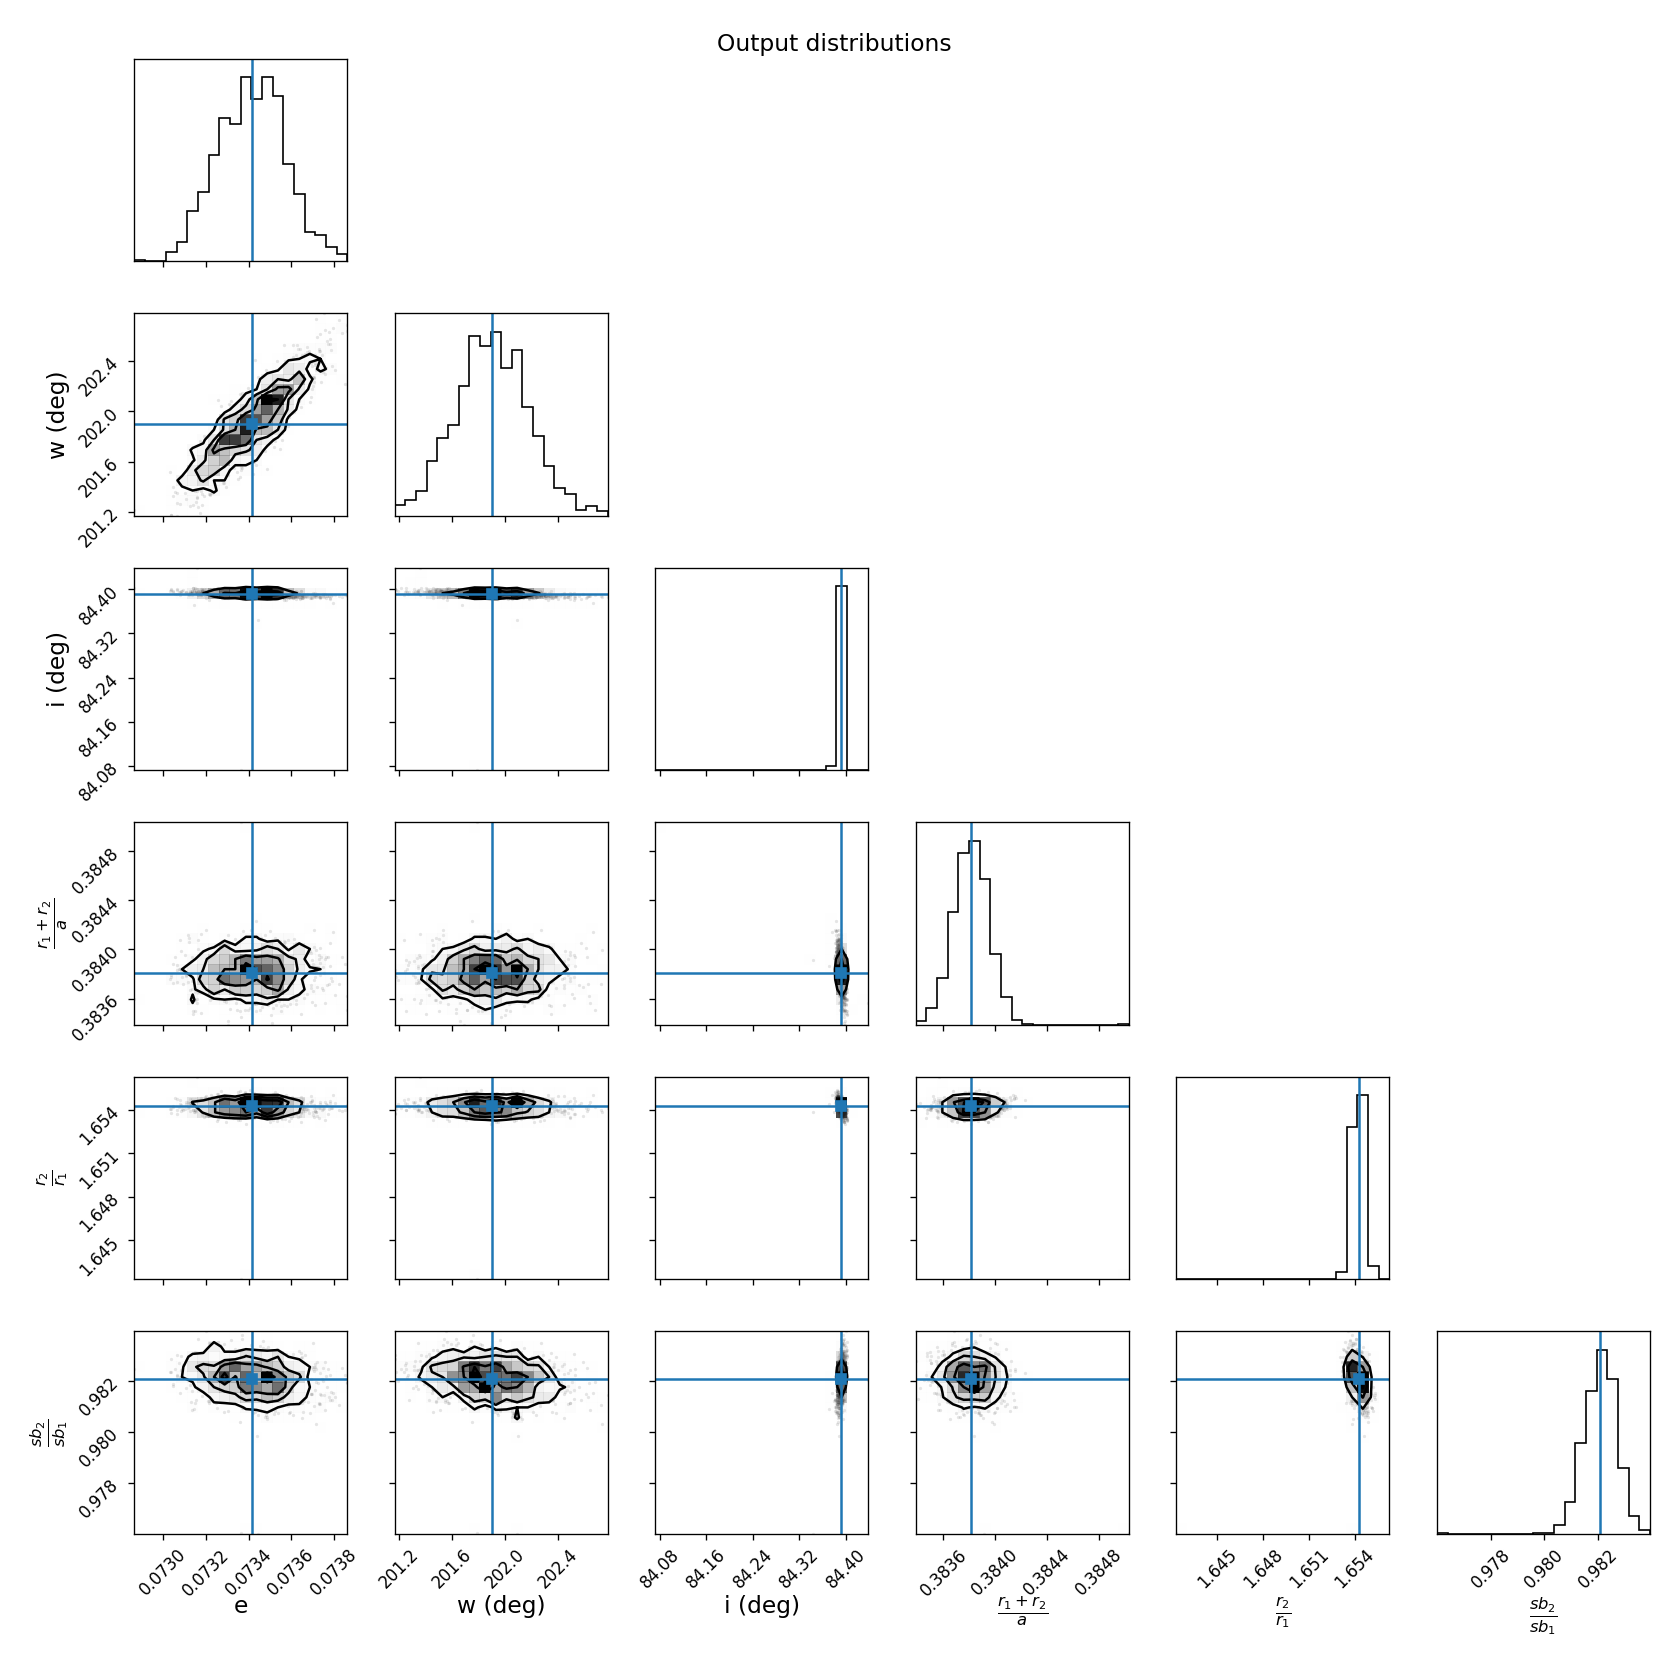 Output distributions
w (deg)
202.4
202.0
201.6
201.2
i (deg)
84.40
84.32
84.24
84.16
84.08
r₁ + r₂ / a
0.3848
0.3844
0.3840
0.3836
r₂ / r₁
1.654
1.651
1.648
1.645
sb₂ / sb₁
0.982
0.980
0.978
0.0730 0.0732 0.0734 0.0736 0.0738
e
201.2 201.6 202.0 202.4
w (deg)
84.08 84.16 84.24 84.32 84.40
i (deg)
0.3836 0.3840 0.3844 0.3848
r₁ + r₂ / a
1.645 1.648 1.651 1.654
r₂ / r₁
0.978 0.980 0.982
sb₂ / sb₁